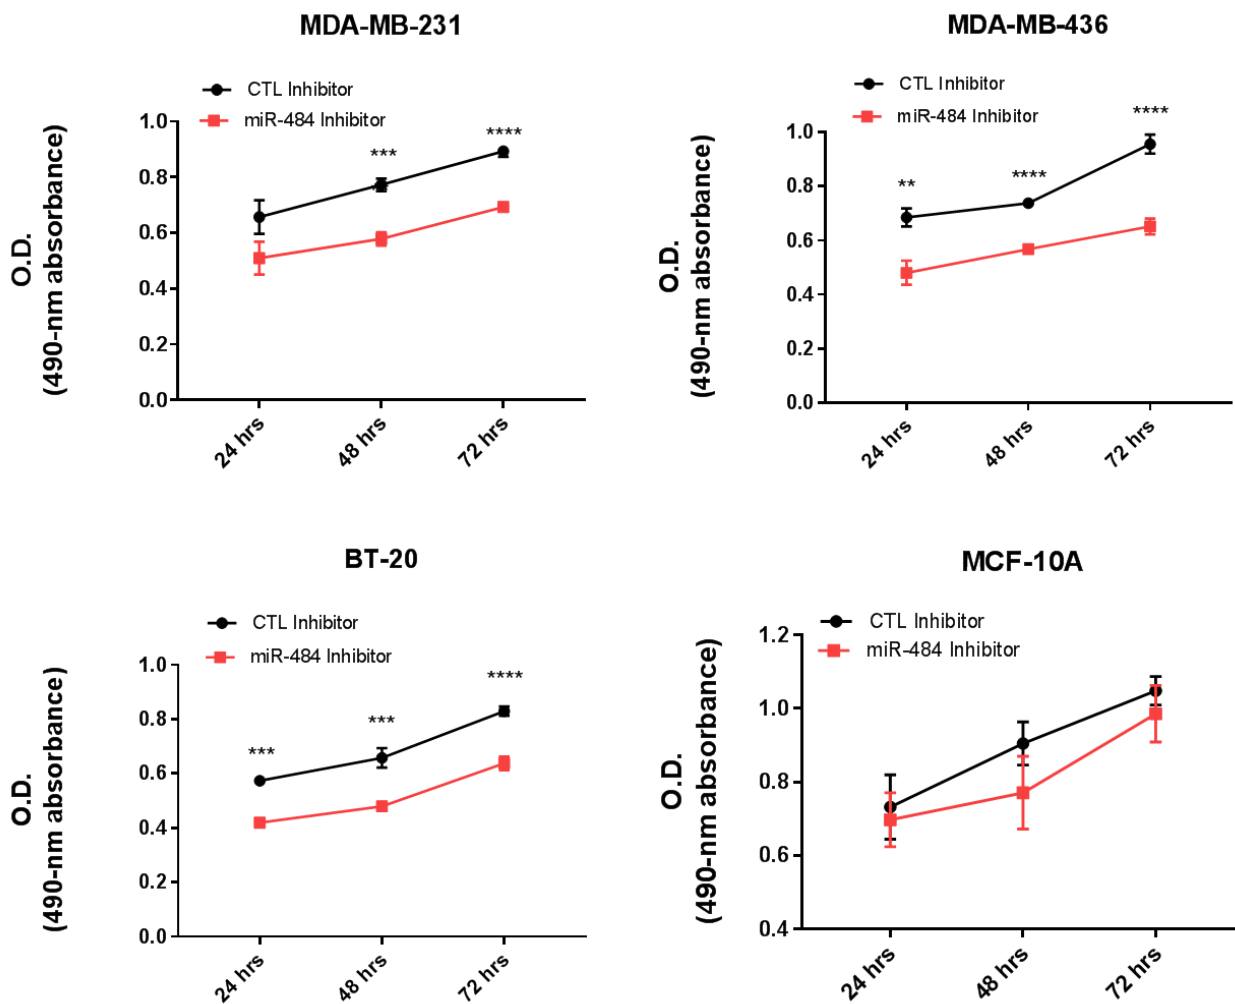 MDA-MB-231
CTL Inhibitor
miR-484 Inhibitor
O.D.
(490-nm absorbance)
1.0
0.8
0.6
0.4
0.2
0.0
***
****
24 hrs
48 hrs
72 hrs
MDA-MB-436
CTL Inhibitor
miR-484 Inhibitor
O.D.
(490-nm absorbance)
1.0
0.8
0.6
0.4
0.2
0.0
**
****
****
24 hrs
48 hrs
72 hrs
BT-20
CTL Inhibitor
miR-484 Inhibitor
O.D.
(490-nm absorbance)
1.0
0.8
0.6
0.4
0.2
0.0
***
***
****
24 hrs
48 hrs
72 hrs
MCF-10A
CTL Inhibitor
miR-484 Inhibitor
O.D.
(490-nm absorbance)
1.2
1.0
0.8
0.6
0.4
24 hrs
48 hrs
72 hrs